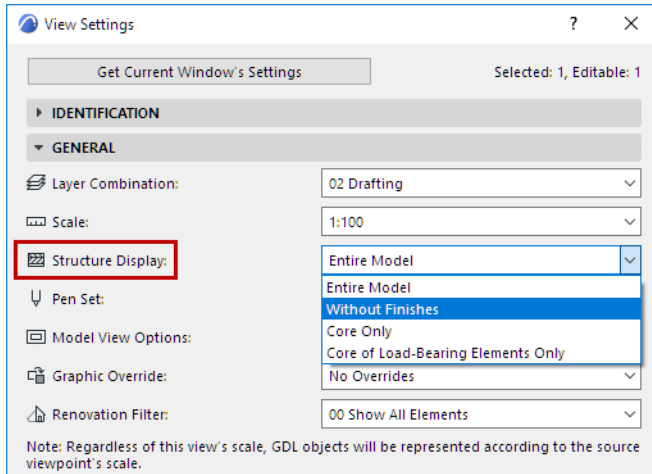 View Settings ?
Get Current Window's Settings Selected: 1, Editable: 1
IDENTIFICATION
GENERAL
Layer Combination: 02 Drafting
Scale: 1:100
Structure Display: Entire Model
Entire Model
Pen Set: Without Finishes
Core Only
Model View Options: Core of Load-Bearing Elements Only
Graphic Override: No Overrides
Renovation Filter: 00 Show All Elements
Note: Regardless of this view's scale, GDL objects will be represented according to the source
viewpoint's scale.